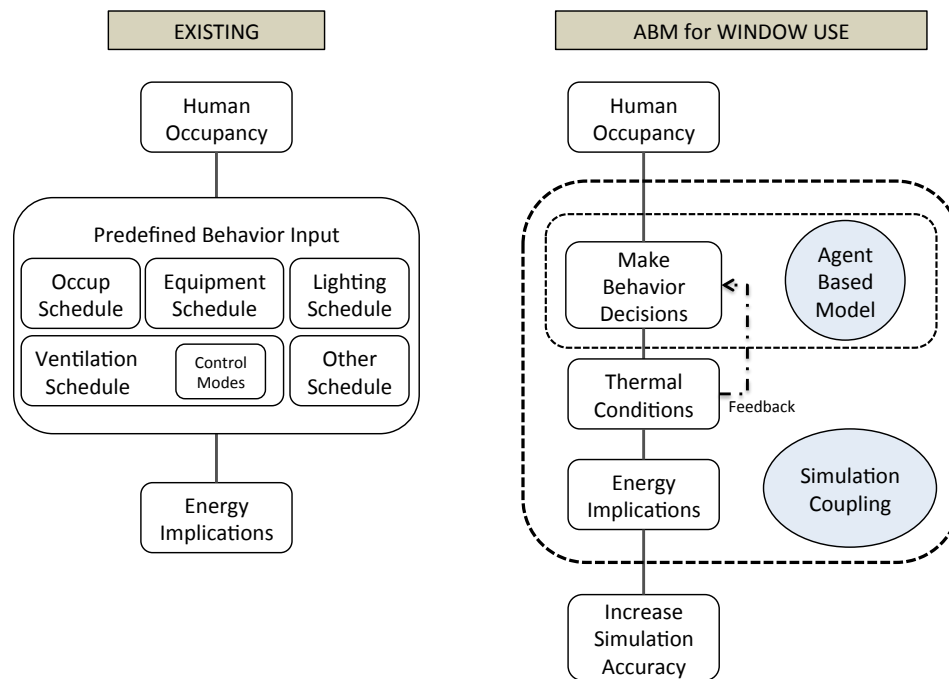 EXISTING
Human
Occupancy
Predefined Behavior Input
Occup
Schedule
Equipment
Schedule
Lighting
Schedule
Ventilation
Schedule
Control
Modes
Other
Schedule
Energy
Implications
ABM for WINDOW USE
Human
Occupancy
Make
Behavior
Decisions
Agent
Based
Model
Thermal
Conditions
Feedback
Energy
Implications
Simulation
Coupling
Increase
Simulation
Accuracy